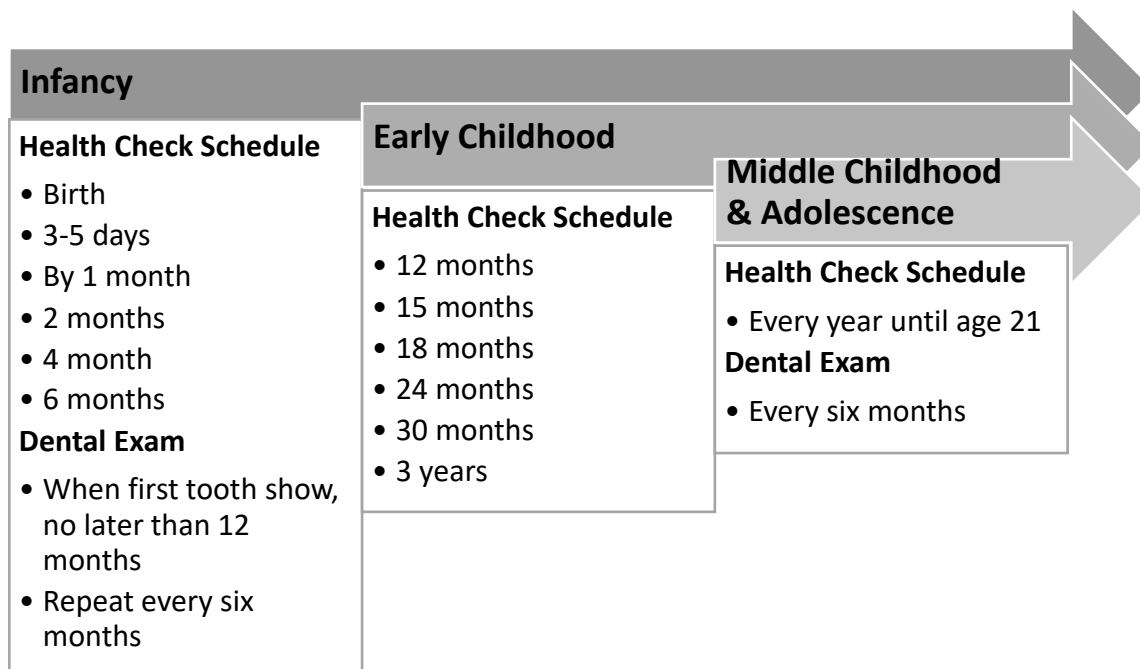 Infancy
Health Check Schedule
• Birth
• 3-5 days
• By 1 month
• 2 months
• 4 month
• 6 months
Dental Exam
• When first tooth show,
no later than 12
months
• Repeat every six
months
Early Childhood
Health Check Schedule
• 12 months
• 15 months
• 18 months
• 24 months
• 30 months
• 3 years
Middle Childhood
& Adolescence
Health Check Schedule
• Every year until age 21
Dental Exam
• Every six months